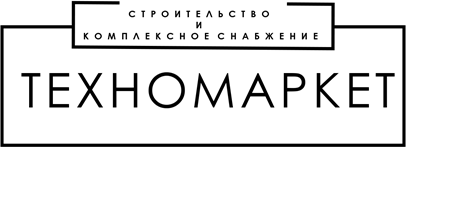 СТРОИТЕЛЬСТВО
И
КОМПЛЕКСНОЕ СНАБЖЕНИЕ
ТЕХНОМАРКЕТ